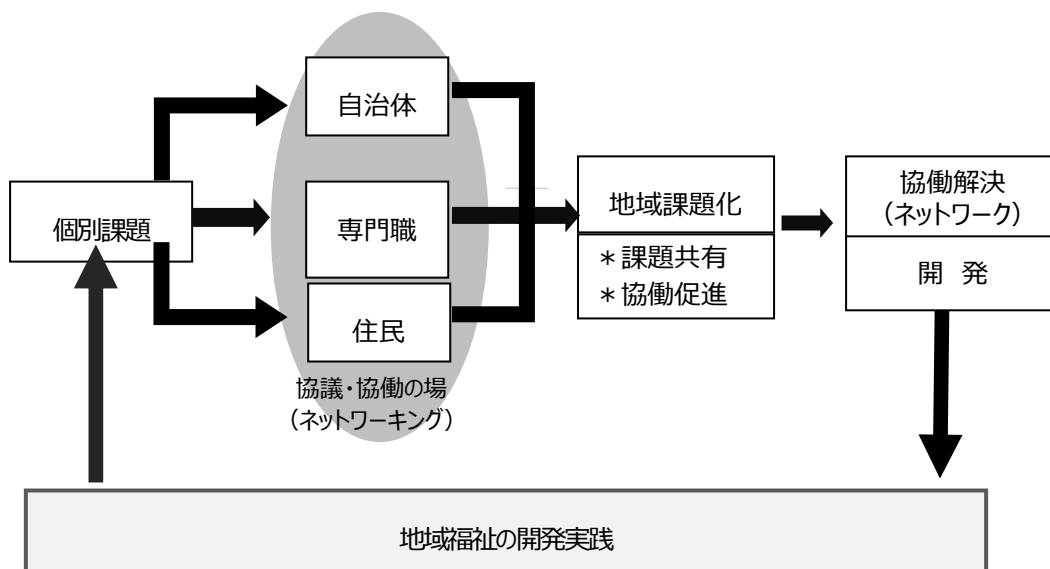 個別課題
自治体
専門職
住民
協議・協働の場
（ネットワーキング）
地域課題化
＊課題共有
＊協働促進
協働解決
（ネットワーク）
開 発
地域福祉の開発実践